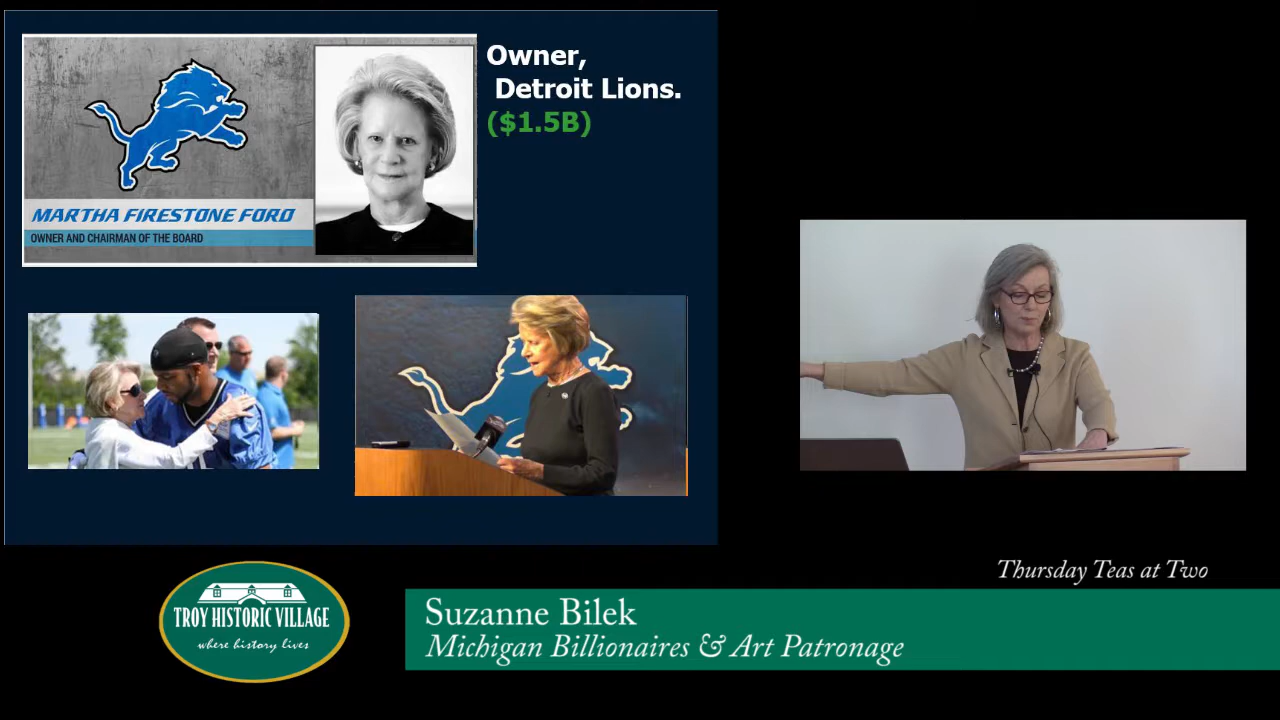 Owner,
Detroit Lions.
($1.5B)
MARTHA FIRESTONE FORD
OWNER AND CHAIRMAN OF THE BOARD
Thursday Teas at Two
TROY HISTORIC VILLAGE
where history lives
Suzanne Bilek
Michigan Billionaires & Art Patronage